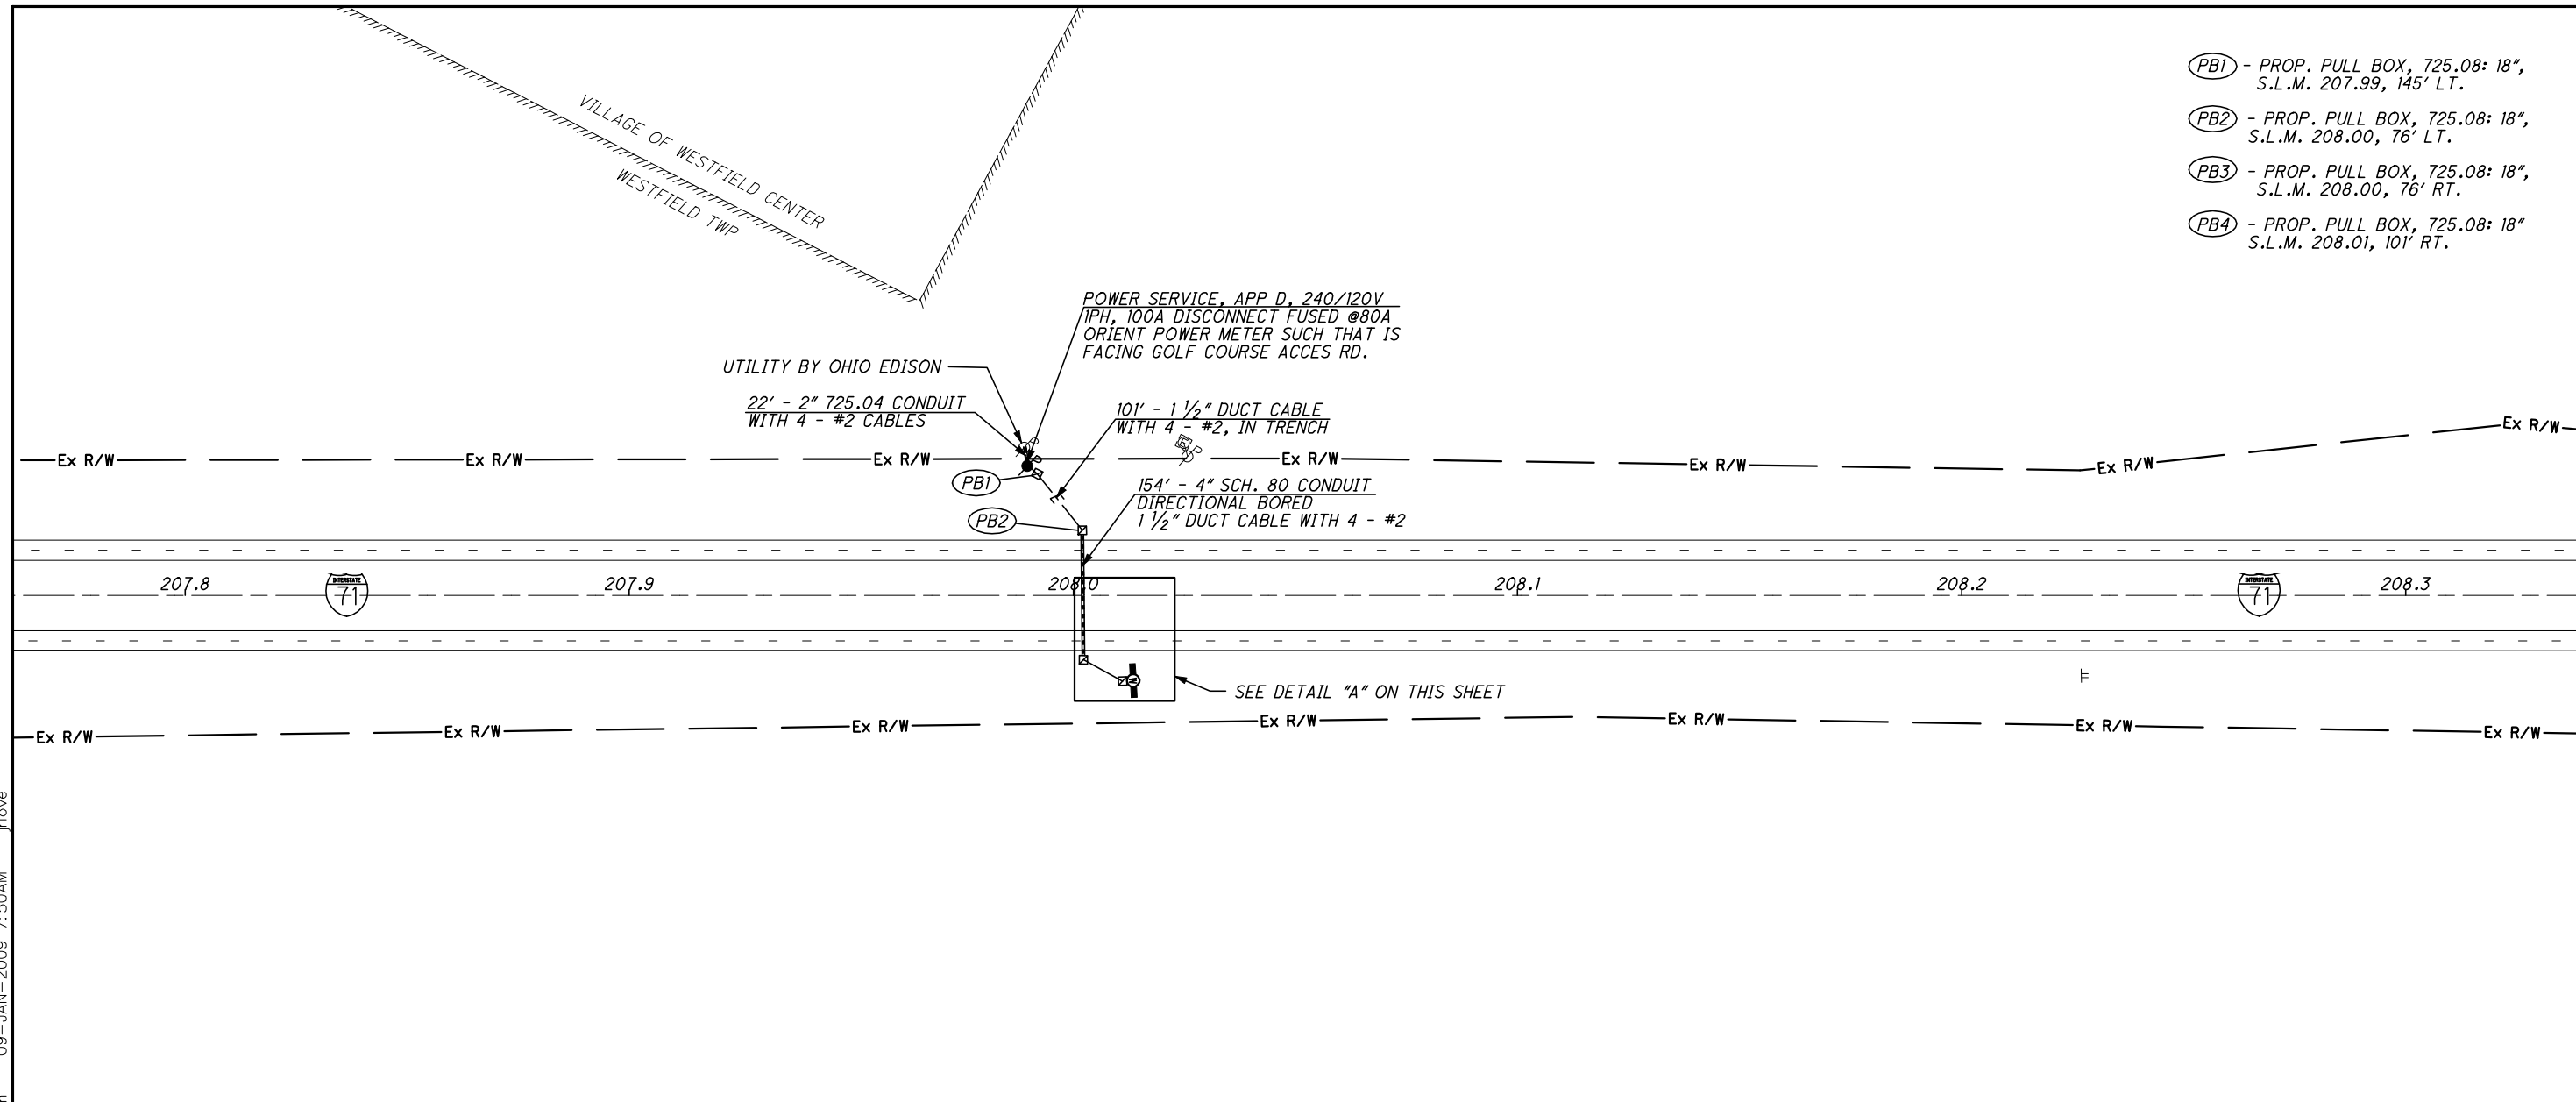 PB1 - PROP. PULL BOX, 725.08: 18",
S.L.M. 207.99, 145' LT.
PB2 - PROP. PULL BOX, 725.08: 18",
S.L.M. 208.00, 76' LT.
PB3 - PROP. PULL BOX, 725.08: 18",
S.L.M. 208.00, 76' RT.
PB4 - PROP. PULL BOX, 725.08: 18"
S.L.M. 208.01, 101' RT.
VILLAGE OF WESTFIELD CENTER
WESTFIELD TWP
POWER SERVICE, APP D, 240/120V
1PH, 100A DISCONNECT FUSED @80A
ORIENT POWER METER SUCH THAT IS
FACING GOLF COURSE ACCES RD.
UTILITY BY OHIO EDISON
22' - 2" 725.04 CONDUIT
WITH 4 - #2 CABLES
101' - 1 1/2" DUCT CABLE
WITH 4 - #2, IN TRENCH
Ex R/W
Ex R/W
Ex R/W
Ex R/W
Ex R/W
Ex R/W
Ex R/W
PB1
154' - 4" SCH. 80 CONDUIT
DIRECTIONAL BORED
1 1/2" DUCT CABLE WITH 4 - #2
PB2
207.8
INTERSTATE
71
207.9
208.0
208.1
208.2
INTERSTATE
71
208.3
SEE DETAIL "A" ON THIS SHEET
Ex R/W
Ex R/W
Ex R/W
Ex R/W
Ex R/W
Ex R/W
Ex R/W
09-JAN-2009 7:50AM